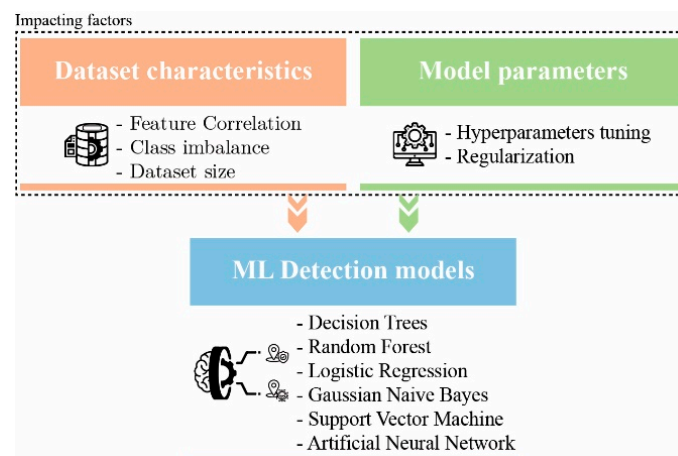 Impacting factors
Dataset characteristics
- Feature Correlation
- Class imbalance
- Dataset size
Model parameters
- Hyperparameters tuning
- Regularization
ML Detection models
- Decision Trees
- Random Forest
- Logistic Regression
- Gaussian Naive Bayes
- Support Vector Machine
- Artificial Neural Network